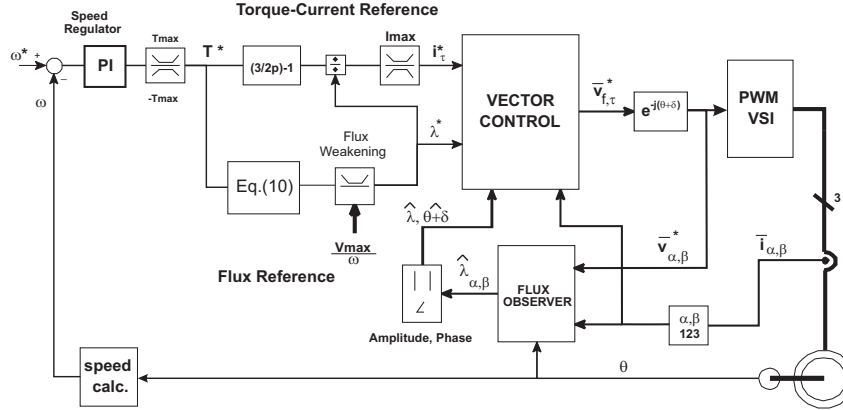 Torque-Current Reference
Speed
Regulator
ω*
+
−
ω
PI
Tmax
-Tmax
T*
(3/2p)-1
÷
Imax
i*τ
VECTOR
CONTROL
v̅*f,τ
e-j(θ+δ)
PWM
VSI
Flux
Weakening
λ*
Eq.(10)
Vmax
ω
Flux Reference
λ̂, θ+̂δ
λ̂α,β
| |
∠
Amplitude, Phase
FLUX
OBSERVER
v̅α,β*
i̅α,β
3
α,β
123
speed
calc.
θ